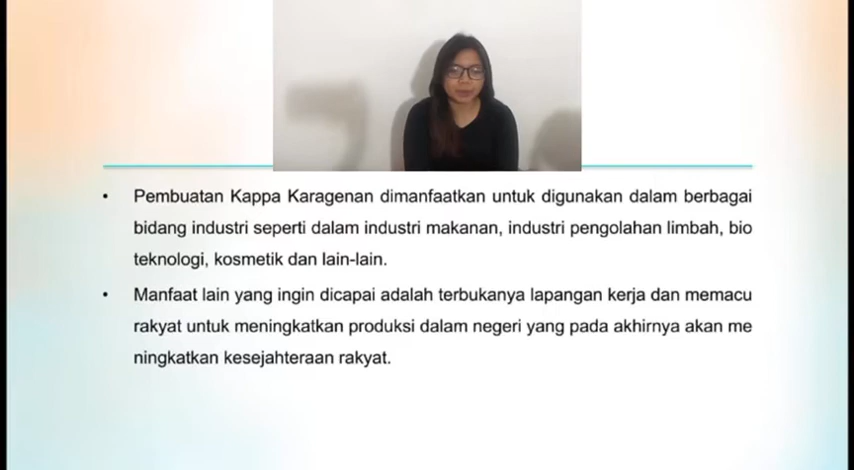 • Pembuatan Kappa Karagenan dimanfaatkan untuk digunakan dalam berbagai
bidang industri seperti dalam industri makanan, industri pengolahan limbah, bio
teknologi, kosmetik dan lain-lain.
• Manfaat lain yang ingin dicapai adalah terbukanya lapangan kerja dan memacu
rakyat untuk meningkatkan produksi dalam negeri yang pada akhirnya akan me
ningkatkan kesejahteraan rakyat.